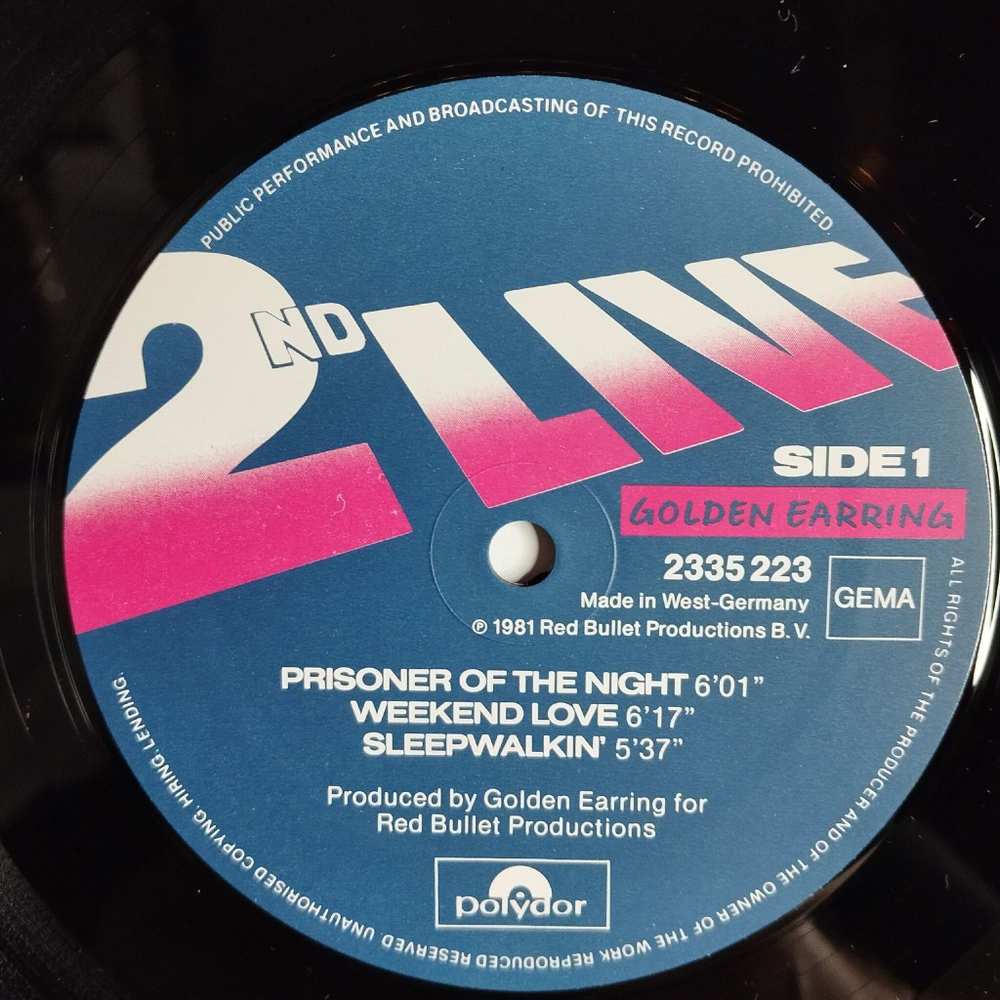 PUBLIC PERFORMANCE AND BROADCASTING OF THIS RECORD PROHIBITED
2ND LIVE
SIDE 1
GOLDEN EARRING
2335 223
GEMA
Made in West-Germany
℗ 1981 Red Bullet Productions B. V.
PRISONER OF THE NIGHT 6'01"
WEEKEND LOVE 6'17"
SLEEPWALKIN' 5'37"
Produced by Golden Earring for
Red Bullet Productions
polydor
ALL RIGHTS OF THE PRODUCER AND OF THE OWNER OF THE WORK REPRODUCED RESERVED. UNAUTHORISED COPYING. HIRING. LENDING.